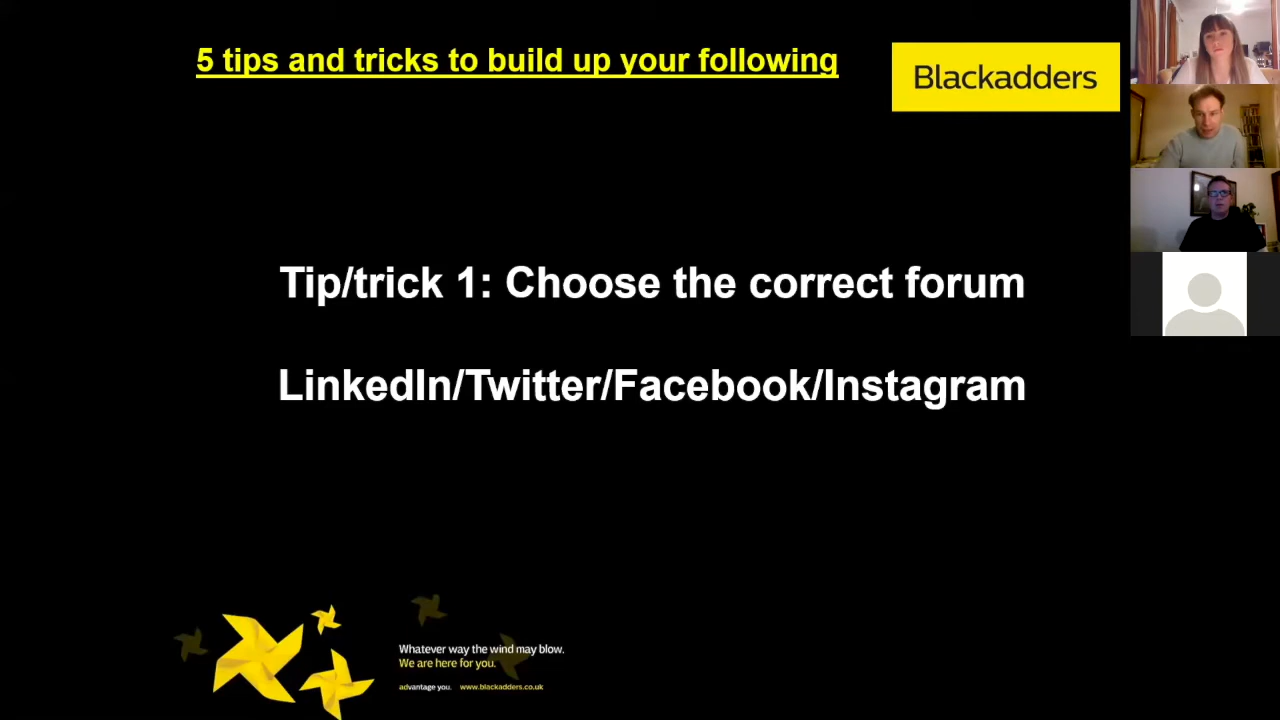 5 tips and tricks to build up your following
Blackadders
Tip/trick 1: Choose the correct forum
LinkedIn/Twitter/Facebook/Instagram
Whatever way the wind may blow.
We are here for you.
advantage you. www.blackadders.co.uk